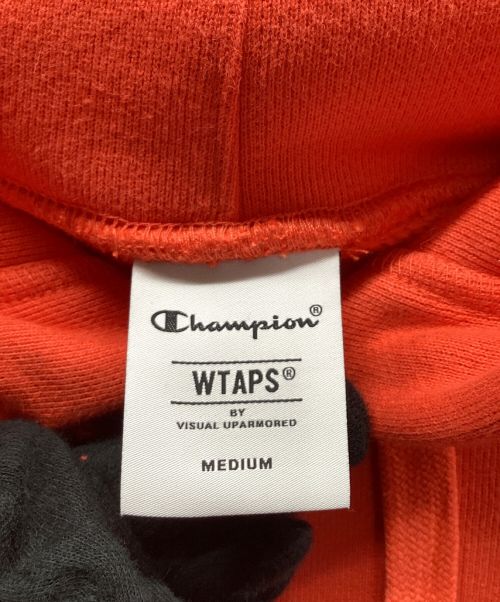 Champion®
WTAPS®
BY
VISUAL UPARMORED
MEDIUM